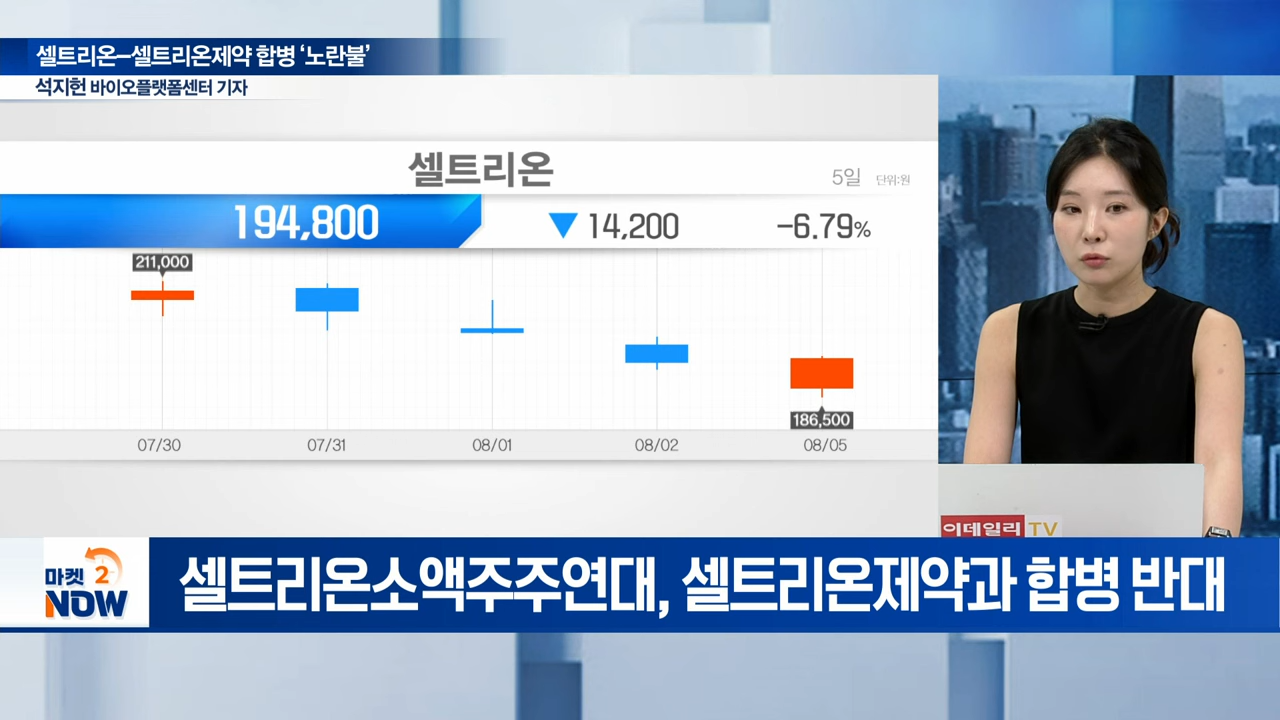 셀트리온-셀트리온제약 합병 '노란불'
석지헌 바이오플랫폼센터 기자
셀트리온
5일 단위:원
194,800 ▼14,200 -6.79%
211,000
186,500
07/30 07/31 08/01 08/02 08/05
이데일리TV
마켓 2
NOW
셀트리온소액주주연대, 셀트리온제약과 합병 반대